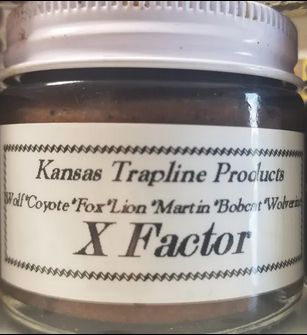 Kansas Trapline Products
Wolf*Coyote*Fox*Lion*Martin*Bobcat*Wolverine
X Factor